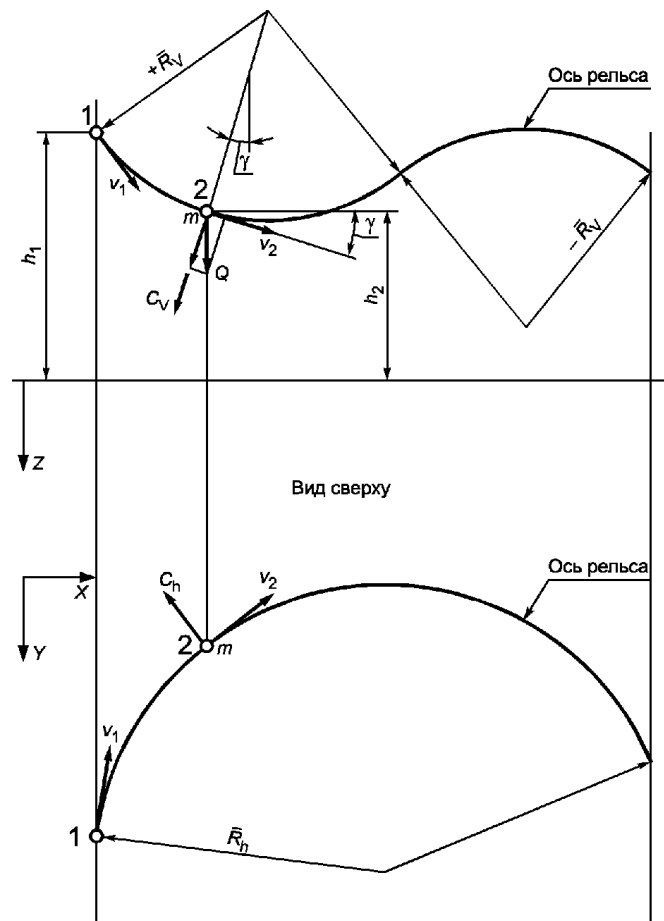 +R̄V
Ось рельса
1
γ
v1
2
m
v2
γ
− R̄V
h1
Q
CV
h2
Z
Вид сверху
X
Ch
v2
Ось рельса
Y
2
m
v1
1
R̄h